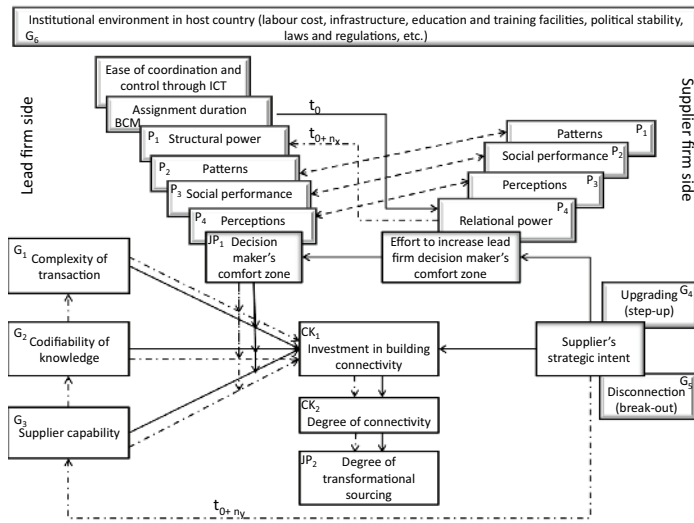 Institutional environment in host country (labour cost, infrastructure, education and training facilities, political stability,
G6 laws and regulations, etc.)
Lead firm side
Supplier firm side
Ease of coordination and
control through ICT
Assignment duration
BCM
P1 Structural power
P2 Patterns
P3 Social performance
P4 Perceptions
t0
t0+ nv
Patterns P1
Social performance P2
Perceptions P3
Relational power P4
JP1 Decision
maker's
comfort zone
Effort to increase lead
firm decision maker's
comfort zone
G1 Complexity of
transaction
G2 Codifiability of
knowledge
G3 Supplier capability
CK1
Investment in building
connectivity
CK2
Degree of connectivity
JP2 Degree of
transformational
sourcing
Upgrading G4
(step-up)
Supplier's
strategic intent
Disconnection G5
(break-out)
t0+ nv